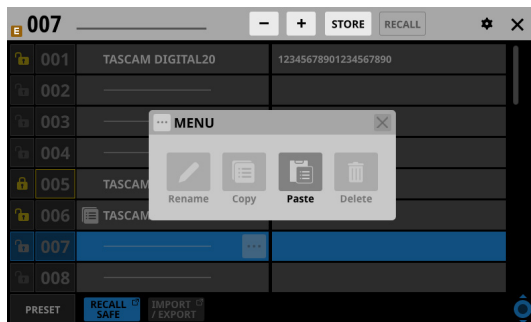 E 007
− + STORE RECALL
001 TASCAM DIGITAL20 12345678901234567890
002
003
... MENU
004
005 TASCAM
Rename Copy Paste Delete
006 TASCAM
007 ...
008
PRESET
RECALL SAFE
IMPORT / EXPORT